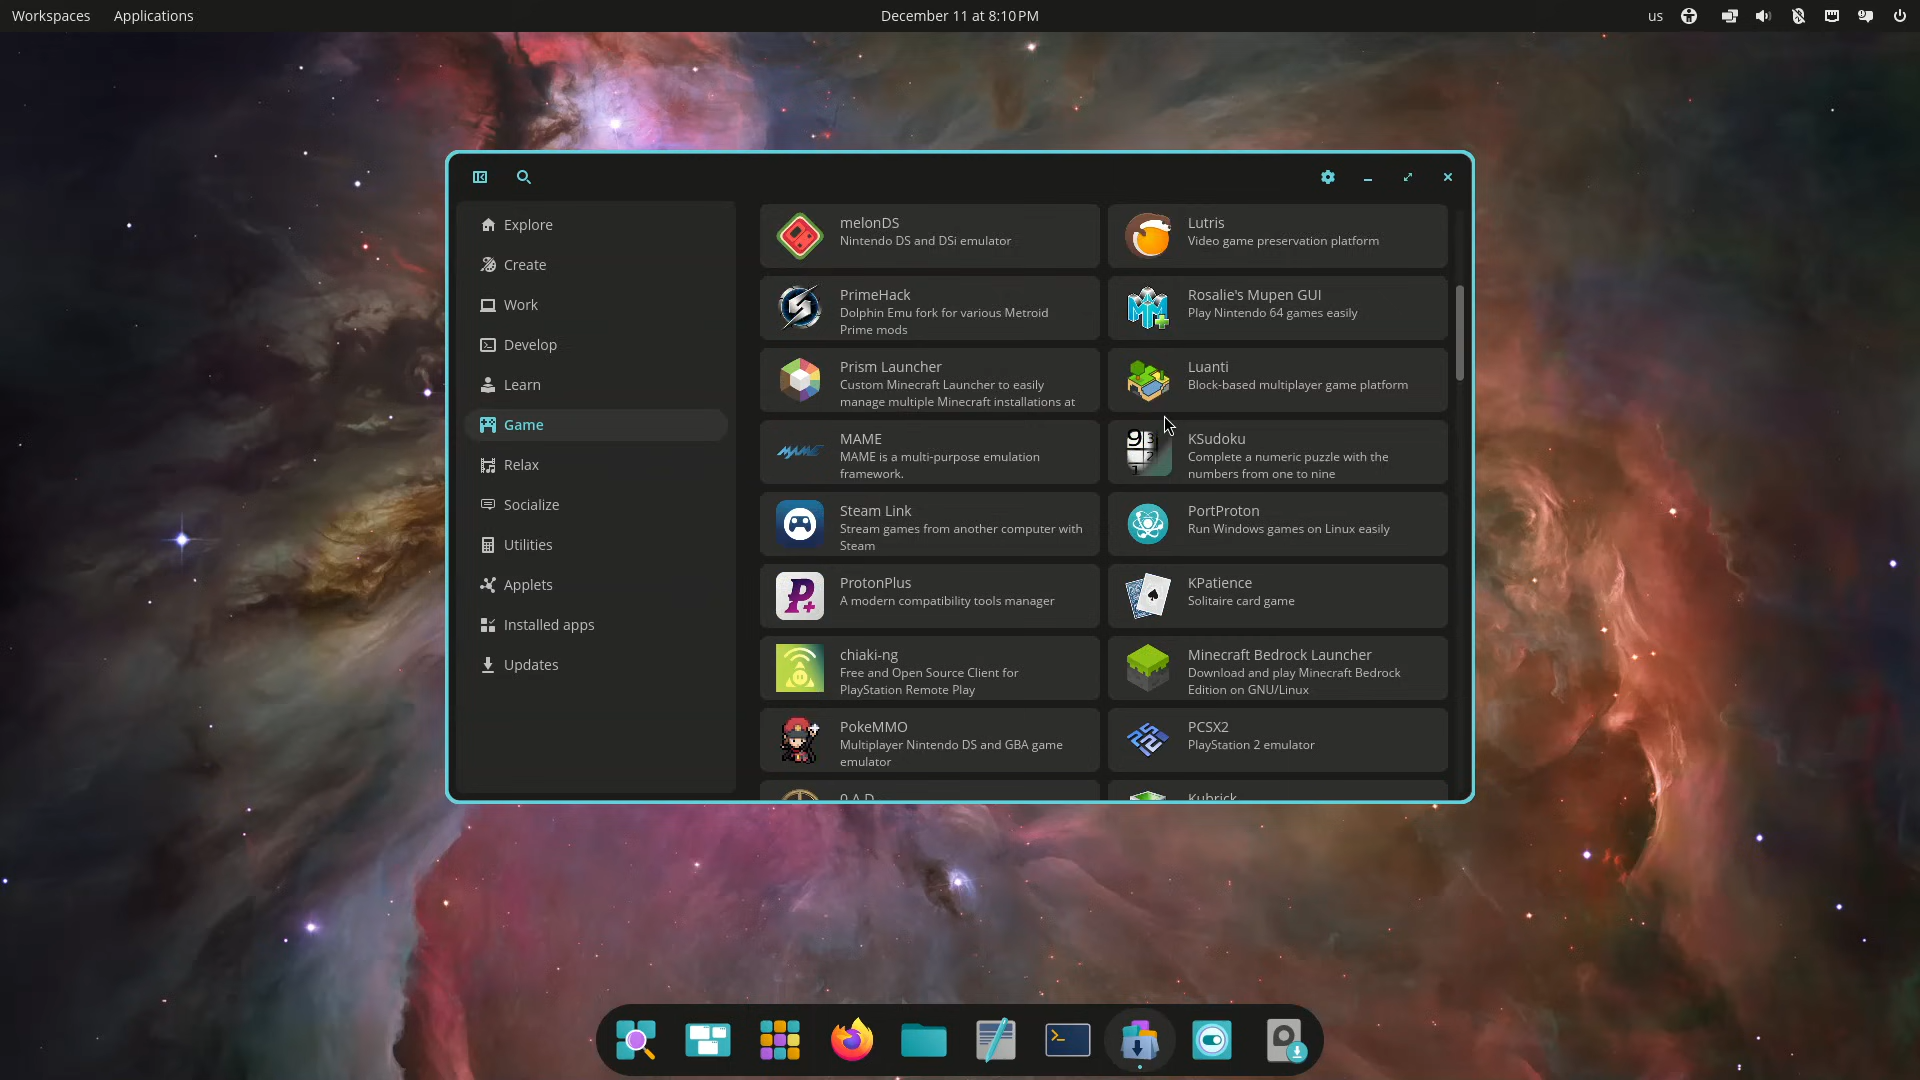 Workspaces Applications December 11 at 8:10 PM us
Explore
Create
Work
Develop
Learn
Game
Relax
Socialize
Utilities
Applets
Installed apps
Updates
melonDS
Nintendo DS and DSi emulator
Lutris
Video game preservation platform
PrimeHack
Dolphin Emu fork for various Metroid
Prime mods
Rosalie's Mupen GUI
Play Nintendo 64 games easily
Prism Launcher
Custom Minecraft Launcher to easily
manage multiple Minecraft installations at
Luanti
Block-based multiplayer game platform
MAME
MAME
MAME is a multi-purpose emulation
framework.
9 3
2
1
KSudoku
Complete a numeric puzzle with the
numbers from one to nine
Steam Link
Stream games from another computer with
Steam
PortProton
Run Windows games on Linux easily
P+
ProtonPlus
A modern compatibility tools manager
KPatience
Solitaire card game
chiaki-ng
Free and Open Source Client for
PlayStation Remote Play
Minecraft Bedrock Launcher
Download and play Minecraft Bedrock
Edition on GNU/Linux
PokeMMO
Multiplayer Nintendo DS and GBA game
emulator
PCSX2
PlayStation 2 emulator
0 A.D.
Kubrick